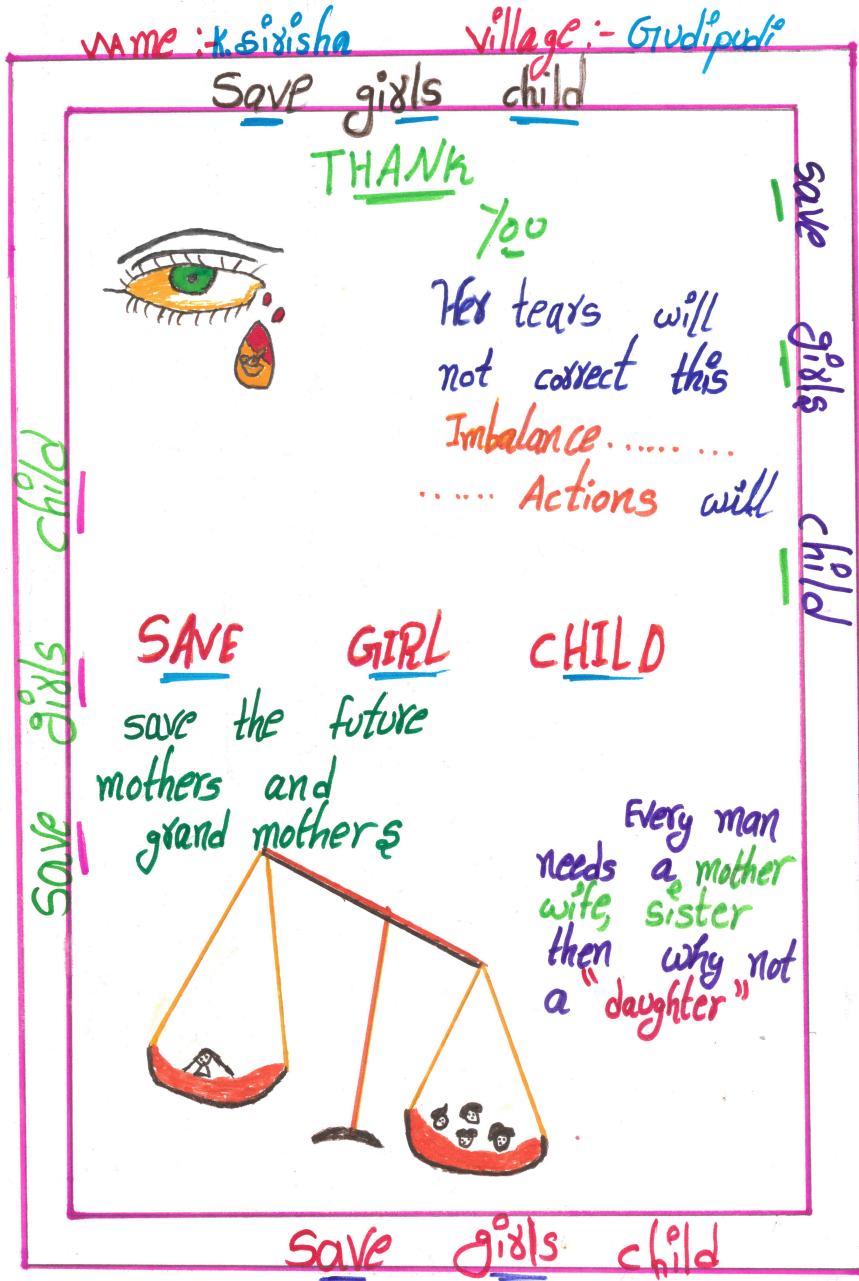 Name :- K. Sirisha Village :- Gudipudi
Save girls child
THANK
You
Her tears will
not correct this
Imbalance..........
...... Actions will
save girls child
save girls child
SAVE GIRL CHILD
save the future
mothers and
grand mothers
Every man
needs a mother
wife, sister
then why not
a "daughter"
save girls child